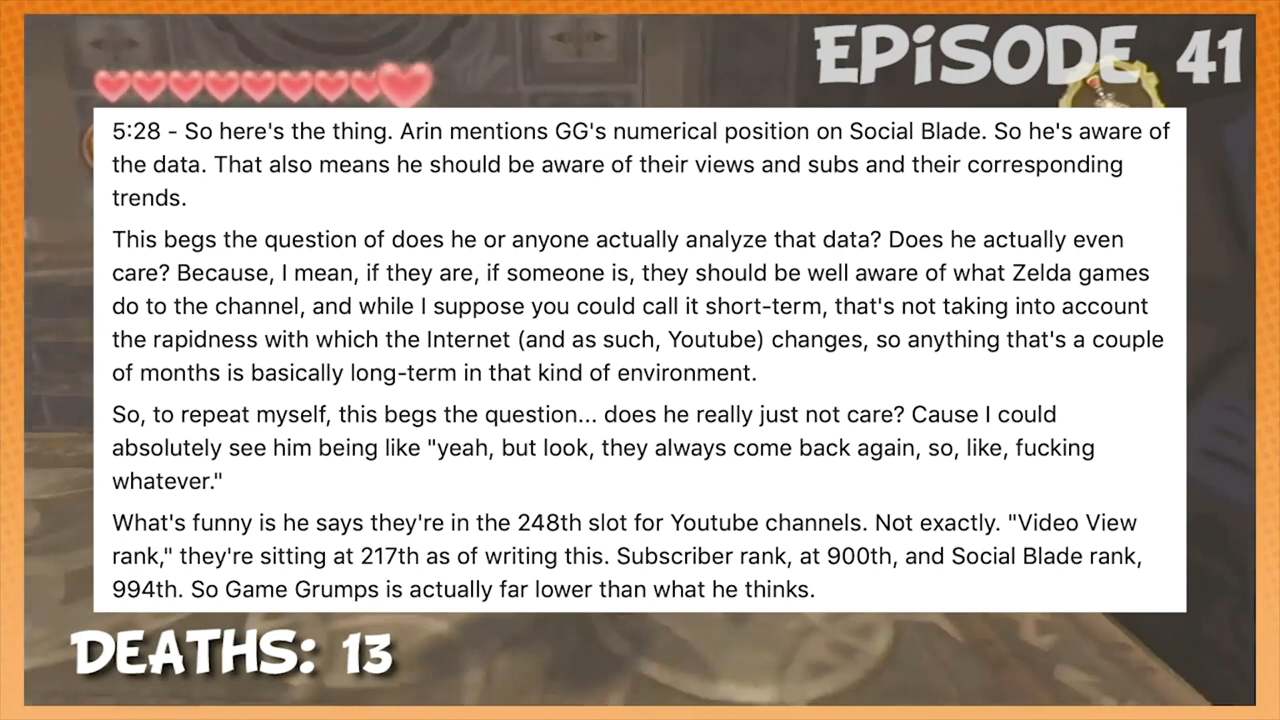 EPISODE 41
5:28 - So here's the thing. Arin mentions GG's numerical position on Social Blade. So he's aware of
the data. That also means he should be aware of their views and subs and their corresponding
trends.
This begs the question of does he or anyone actually analyze that data? Does he actually even
care? Because, I mean, if they are, if someone is, they should be well aware of what Zelda games
do to the channel, and while I suppose you could call it short-term, that's not taking into account
the rapidness with which the Internet (and as such, Youtube) changes, so anything that's a couple
of months is basically long-term in that kind of environment.
So, to repeat myself, this begs the question... does he really just not care? Cause I could
absolutely see him being like "yeah, but look, they always come back again, so, like, fucking
whatever."
What's funny is he says they're in the 248th slot for Youtube channels. Not exactly. "Video View
rank," they're sitting at 217th as of writing this. Subscriber rank, at 900th, and Social Blade rank,
994th. So Game Grumps is actually far lower than what he thinks.
DEATHS: 13